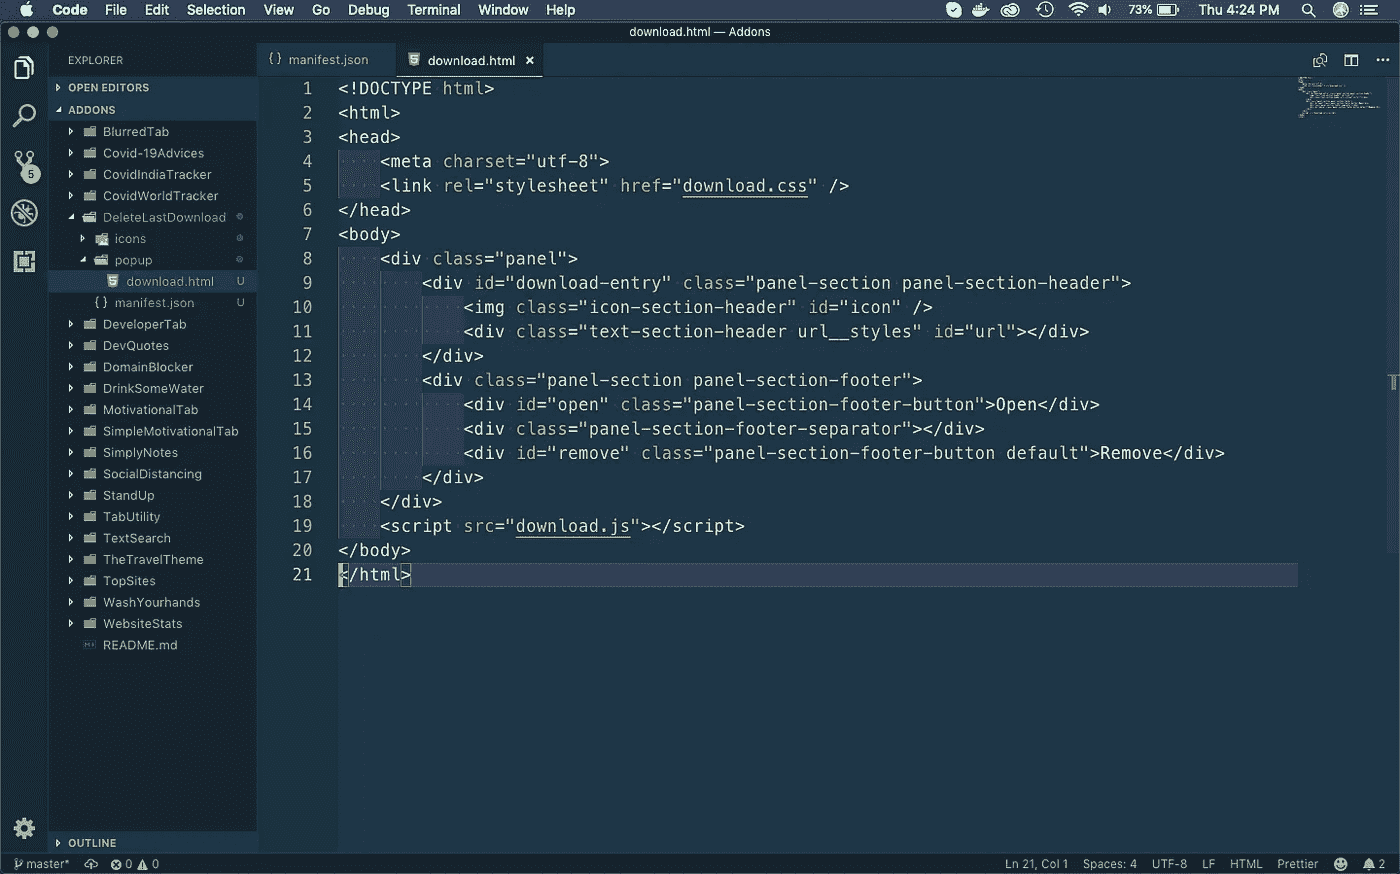 Code File Edit Selection View Go Debug Terminal Window Help 73% Thu 4:24 PM
download.html — Addons
EXPLORER
{ } manifest.json
download.html ×
OPEN EDITORS
ADDONS
BlurredTab
Covid-19Advices
CovidIndiaTracker
CovidWorldTracker
5
DeleteLastDownload
icons
popup
download.html U
{ } manifest.json U
DeveloperTab
DevQuotes
DomainBlocker
DrinkSomeWater
MotivationalTab
SimpleMotivationalTab
SimplyNotes
SocialDistancing
StandUp
TabUtility
TextSearch
TheTravelTheme
TopSites
WashYourhands
WebsiteStats
README.md
OUTLINE
1 <!DOCTYPE html>
2 <html>
3 <head>
4     <meta charset="utf-8">
5     <link rel="stylesheet" href="download.css" />
6 </head>
7 <body>
8     <div class="panel">
9         <div id="download-entry" class="panel-section panel-section-header">
10             <img class="icon-section-header" id="icon" />
11             <div class="text-section-header url__styles" id="url"></div>
12         </div>
13         <div class="panel-section panel-section-footer">
14             <div id="open" class="panel-section-footer-button">Open</div>
15             <div class="panel-section-footer-separator"></div>
16             <div id="remove" class="panel-section-footer-button default">Remove</div>
17         </div>
18     </div>
19     <script src="download.js"></script>
20 </body>
21 </html>
master* 0 0 Ln 21, Col 1 Spaces: 4 UTF-8 LF HTML Prettier 2